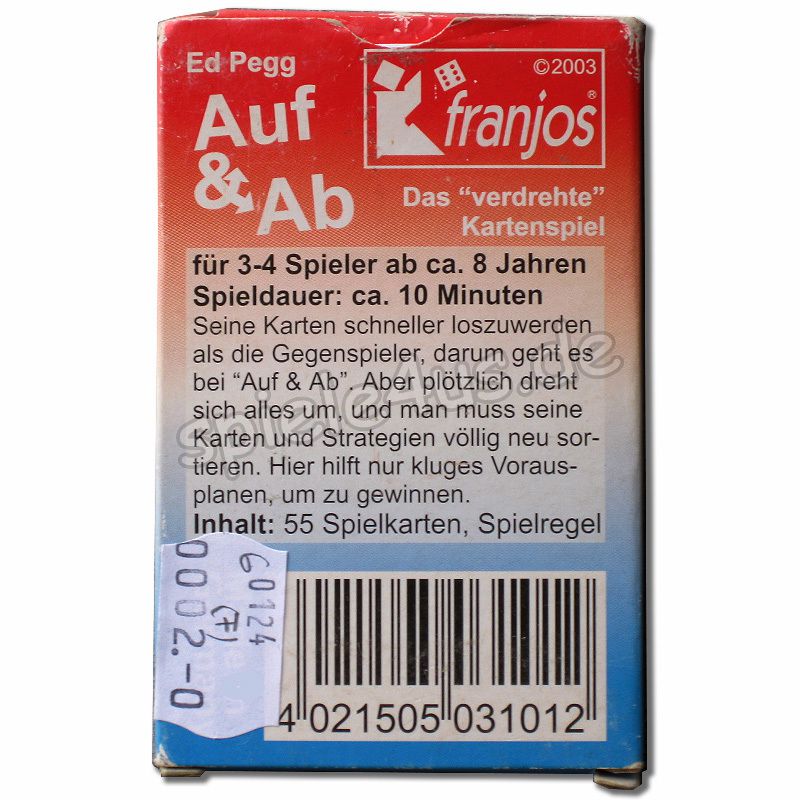 Ed Pegg
Auf
& Ab
©2003
franjos®
Das "verdrehte"
Kartenspiel
für 3-4 Spieler ab ca. 8 Jahren
Spieldauer: ca. 10 Minuten
Seine Karten schneller loszuwerden
als die Gegenspieler, darum geht es
bei "Auf & Ab". Aber plötzlich dreht
sich alles um, und man muss seine
Karten und Strategien völlig neu sor-
tieren. Hier hilft nur kluges Voraus-
planen, um zu gewinnen.
Inhalt: 55 Spielkarten, Spielregel
spiele4us.de
60124
(7)
0002.-0
4 021505 031012